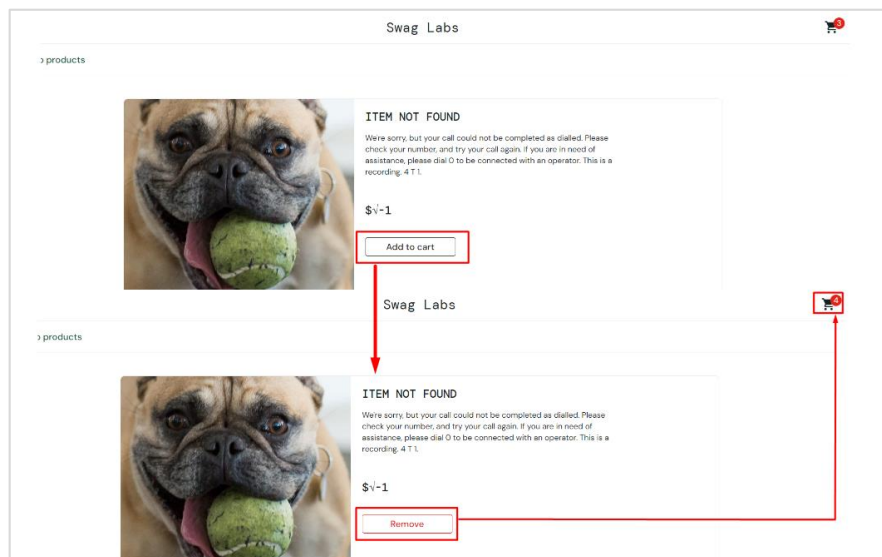 Swag Labs
3
products
ITEM NOT FOUND
We're sorry, but your call could not be completed as dialled. Please
check your number, and try your call again. If you are in need of
assistance, please dial 0 to be connected with an operator. This is a
recording. 4 T 1.
$√-1
Add to cart
Swag Labs
4
products
ITEM NOT FOUND
We're sorry, but your call could not be completed as dialled. Please
check your number, and try your call again. If you are in need of
assistance, please dial 0 to be connected with an operator. This is a
recording. 4 T 1.
$√-1
Remove